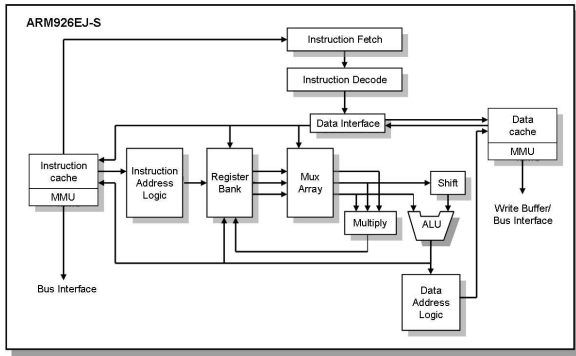 ARM926EJ-S
Instruction Fetch
Instruction Decode
Data Interface
Data
cache
MMU
Instruction
cache
MMU
Instruction
Address
Logic
Register
Bank
Mux
Array
Shift
Multiply
ALU
Write Buffer/
Bus Interface
Bus Interface
Data
Address
Logic